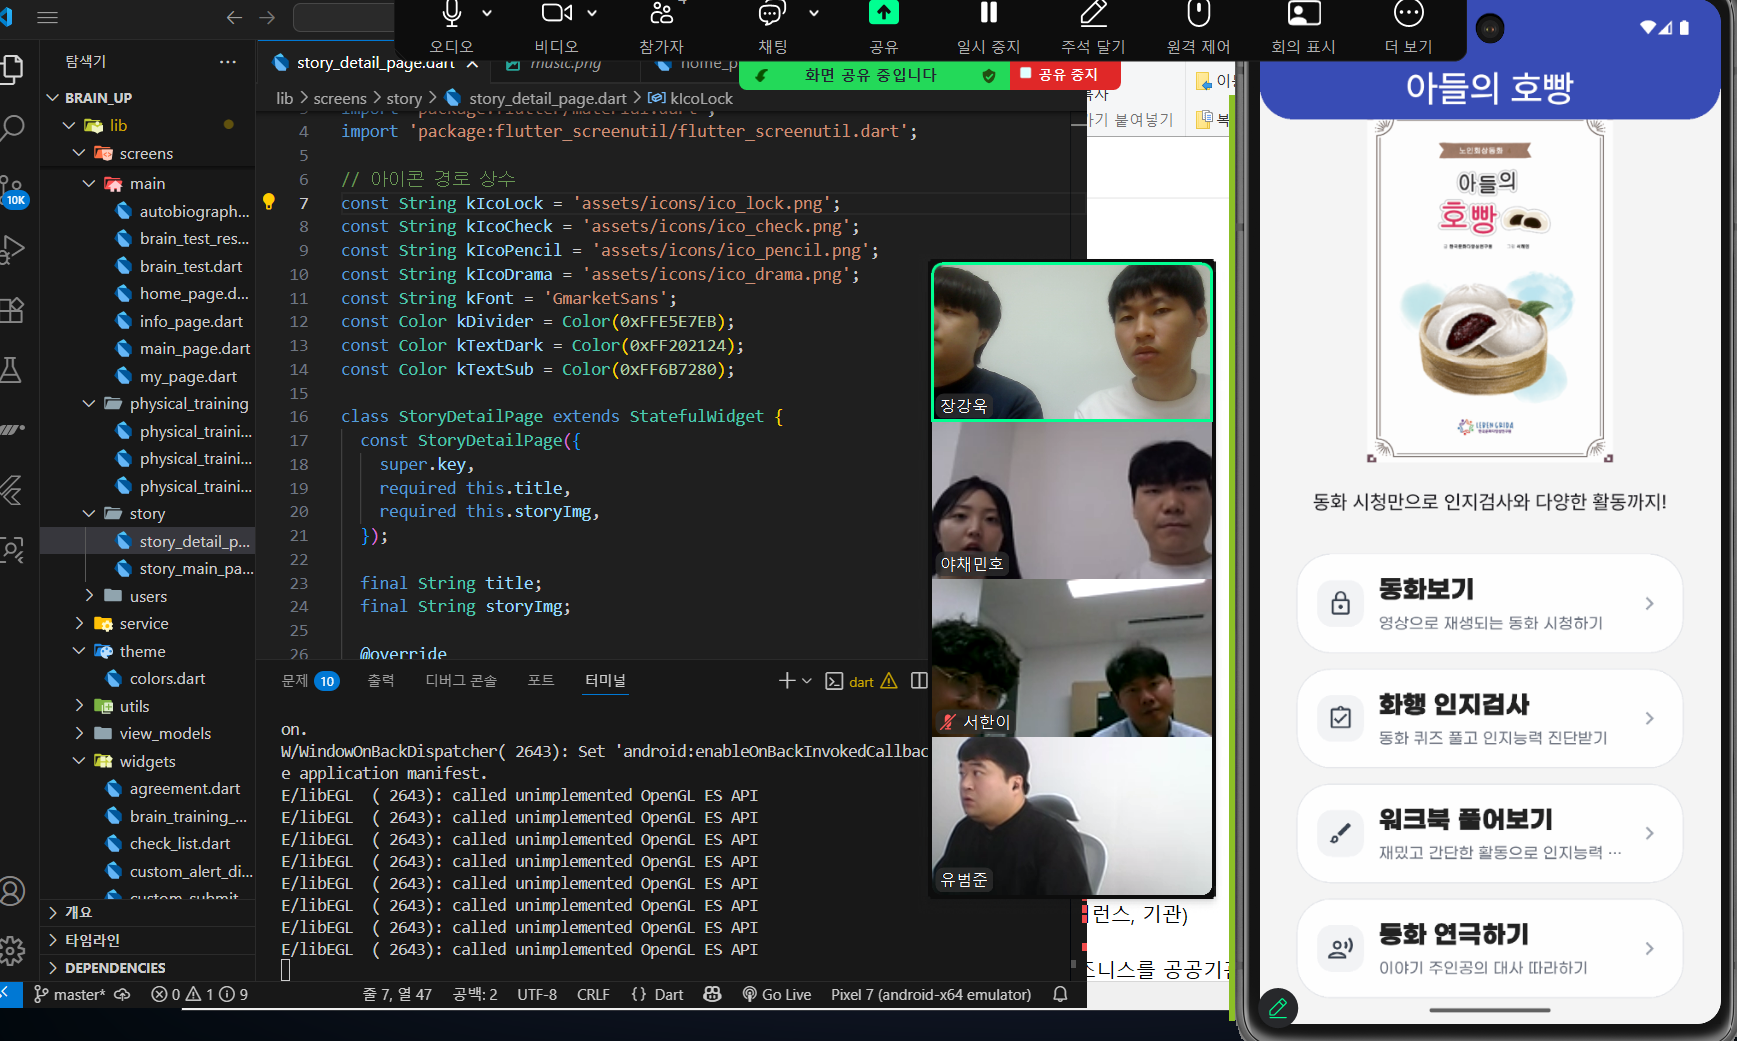 오디오
비디오
참가자
채팅
공유
일시 중지
주석 달기
원격 제어
회의 표시
더 보기
화면 공유 중입니다
공유 중지
탐색기
BRAIN_UP
lib
screens
main
autobiograph...
brain_test_res...
brain_test.dart
home_page.d...
info_page.dart
main_page.dart
my_page.dart
physical_training
physical_traini...
physical_traini...
physical_traini...
story
story_detail_p...
story_main_pa...
users
service
theme
colors.dart
utils
view_models
widgets
agreement.dart
brain_training_...
check_list.dart
custom_alert_di...
개요
타임라인
DEPENDENCIES
10K
story_detail_page.dart
music.png
home_p
lib > screens > story > story_detail_page.dart > kIcoLock
4 import 'package:flutter_screenutil/flutter_screenutil.dart';
5
6 // 아이콘 경로 상수
7 const String kIcoLock = 'assets/icons/ico_lock.png';
8 const String kIcoCheck = 'assets/icons/ico_check.png';
9 const String kIcoPencil = 'assets/icons/ico_pencil.png';
10 const String kIcoDrama = 'assets/icons/ico_drama.png';
11 const String kFont = 'GmarketSans';
12 const Color kDivider = Color(0xFFE5E7EB);
13 const Color kTextDark = Color(0xFF202124);
14 const Color kTextSub = Color(0xFF6B7280);
15
16 class StoryDetailPage extends StatefulWidget {
17 const StoryDetailPage({
18 super.key,
19 required this.title,
20 required this.storyImg,
21 });
22
23 final String title;
24 final String storyImg;
25
26 @override
문제 10
출력
디버그 콘솔
포트
터미널
dart
on.
W/WindowOnBackDispatcher( 2643): Set 'android:enableOnBackInvokedCallbac
e application manifest.
E/libEGL ( 2643): called unimplemented OpenGL ES API
E/libEGL ( 2643): called unimplemented OpenGL ES API
E/libEGL ( 2643): called unimplemented OpenGL ES API
E/libEGL ( 2643): called unimplemented OpenGL ES API
E/libEGL ( 2643): called unimplemented OpenGL ES API
E/libEGL ( 2643): called unimplemented OpenGL ES API
E/libEGL ( 2643): called unimplemented OpenGL ES API
E/libEGL ( 2643): called unimplemented OpenGL ES API
master*
0 1 9
줄 7, 열 47
공백: 2
UTF-8
CRLF
{} Dart
Go Live
Pixel 7 (android-x64 emulator)
장강욱
야채민호
서한이
유범준
붙여넣기
런스, 기관)
즈니스를 공공기관
아들의 호빵
노인회상동화
아들의
호빵
동화 시청만으로 인지검사와 다양한 활동까지!
동화보기
영상으로 재생되는 동화 시청하기
화행 인지검사
동화 퀴즈 풀고 인지능력 진단받기
워크북 풀어보기
재밌고 간단한 활동으로 인지능력 ...
동화 연극하기
이야기 주인공의 대사 따라하기